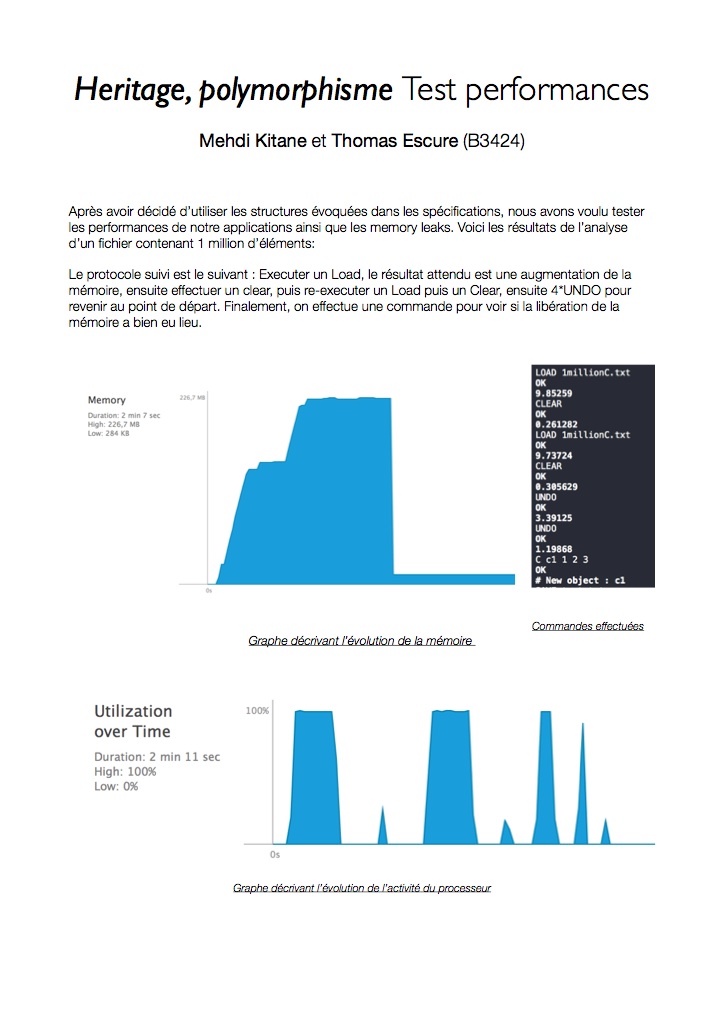 Heritage, polymorphisme Test performances
Mehdi Kitane et Thomas Escure (B3424)
Après avoir décidé d'utiliser les structures évoquées dans les spécifications, nous avons voulu tester
les performances de notre applications ainsi que les memory leaks. Voici les résultats de l'analyse
d'un fichier contenant 1 million d'éléments:
Le protocole suivi est le suivant : Executer un Load, le résultat attendu est une augmentation de la
mémoire, ensuite effectuer un clear, puis re-executer un Load puis un Clear, ensuite 4*UNDO pour
revenir au point de départ. Finalement, on effectue une commande pour voir si la libération de la
mémoire a bien eu lieu.
Memory
Duration: 2 min 7 sec
High: 226,7 MB
Low: 284 KB
226,7 MB
0s
LOAD 1millionC.txt
OK
9.85259
CLEAR
OK
0.261282
LOAD 1millionC.txt
OK
9.73724
CLEAR
OK
0.305629
UNDO
OK
3.39125
UNDO
OK
1.19868
C c1 1 2 3
OK
# New object : c1
Commandes effectuées
Graphe décrivant l'évolution de la mémoire
Utilization
over Time
Duration: 2 min 11 sec
High: 100%
Low: 0%
100%
0s
Graphe décrivant l'évolution de l'activité du processeur